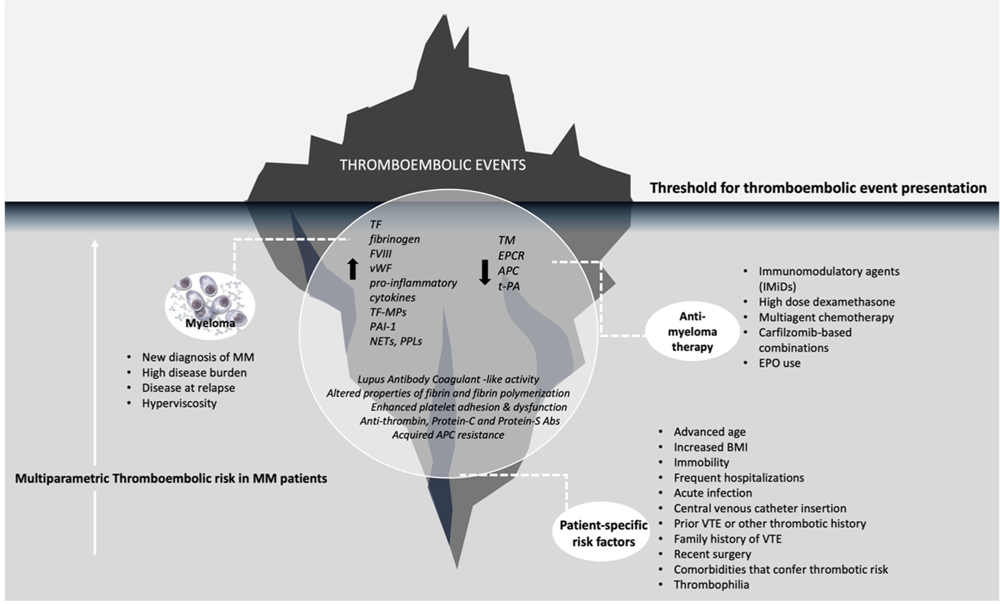 THROMBOEMBOLIC EVENTS
Threshold for thromboembolic event presentation
TF
fibrinogen
FVIII
vWF
pro-inflammatory
cytokines
TF-MPs
PAI-1
NETs, PPLs
TM
EPCR
APC
t-PA
Lupus Antibody Coagulant -like activity
Altered properties of fibrin and fibrin polymerization
Enhanced platelet adhesion & dysfunction
Anti-thrombin, Protein-C and Protein-S Abs
Acquired APC resistance
Myeloma
• New diagnosis of MM
• High disease burden
• Disease at relapse
• Hyperviscosity
Anti-
myeloma
therapy
• Immunomodulatory agents
(IMiDs)
• High dose dexamethasone
• Multiagent chemotherapy
• Carfilzomib-based
combinations
• EPO use
Multiparametric Thromboembolic risk in MM patients
Patient-specific
risk factors
• Advanced age
• Increased BMI
• Immobility
• Frequent hospitalizations
• Acute infection
• Central venous catheter insertion
• Prior VTE or other thrombotic history
• Family history of VTE
• Recent surgery
• Comorbidities that confer thrombotic risk
• Thrombophilia